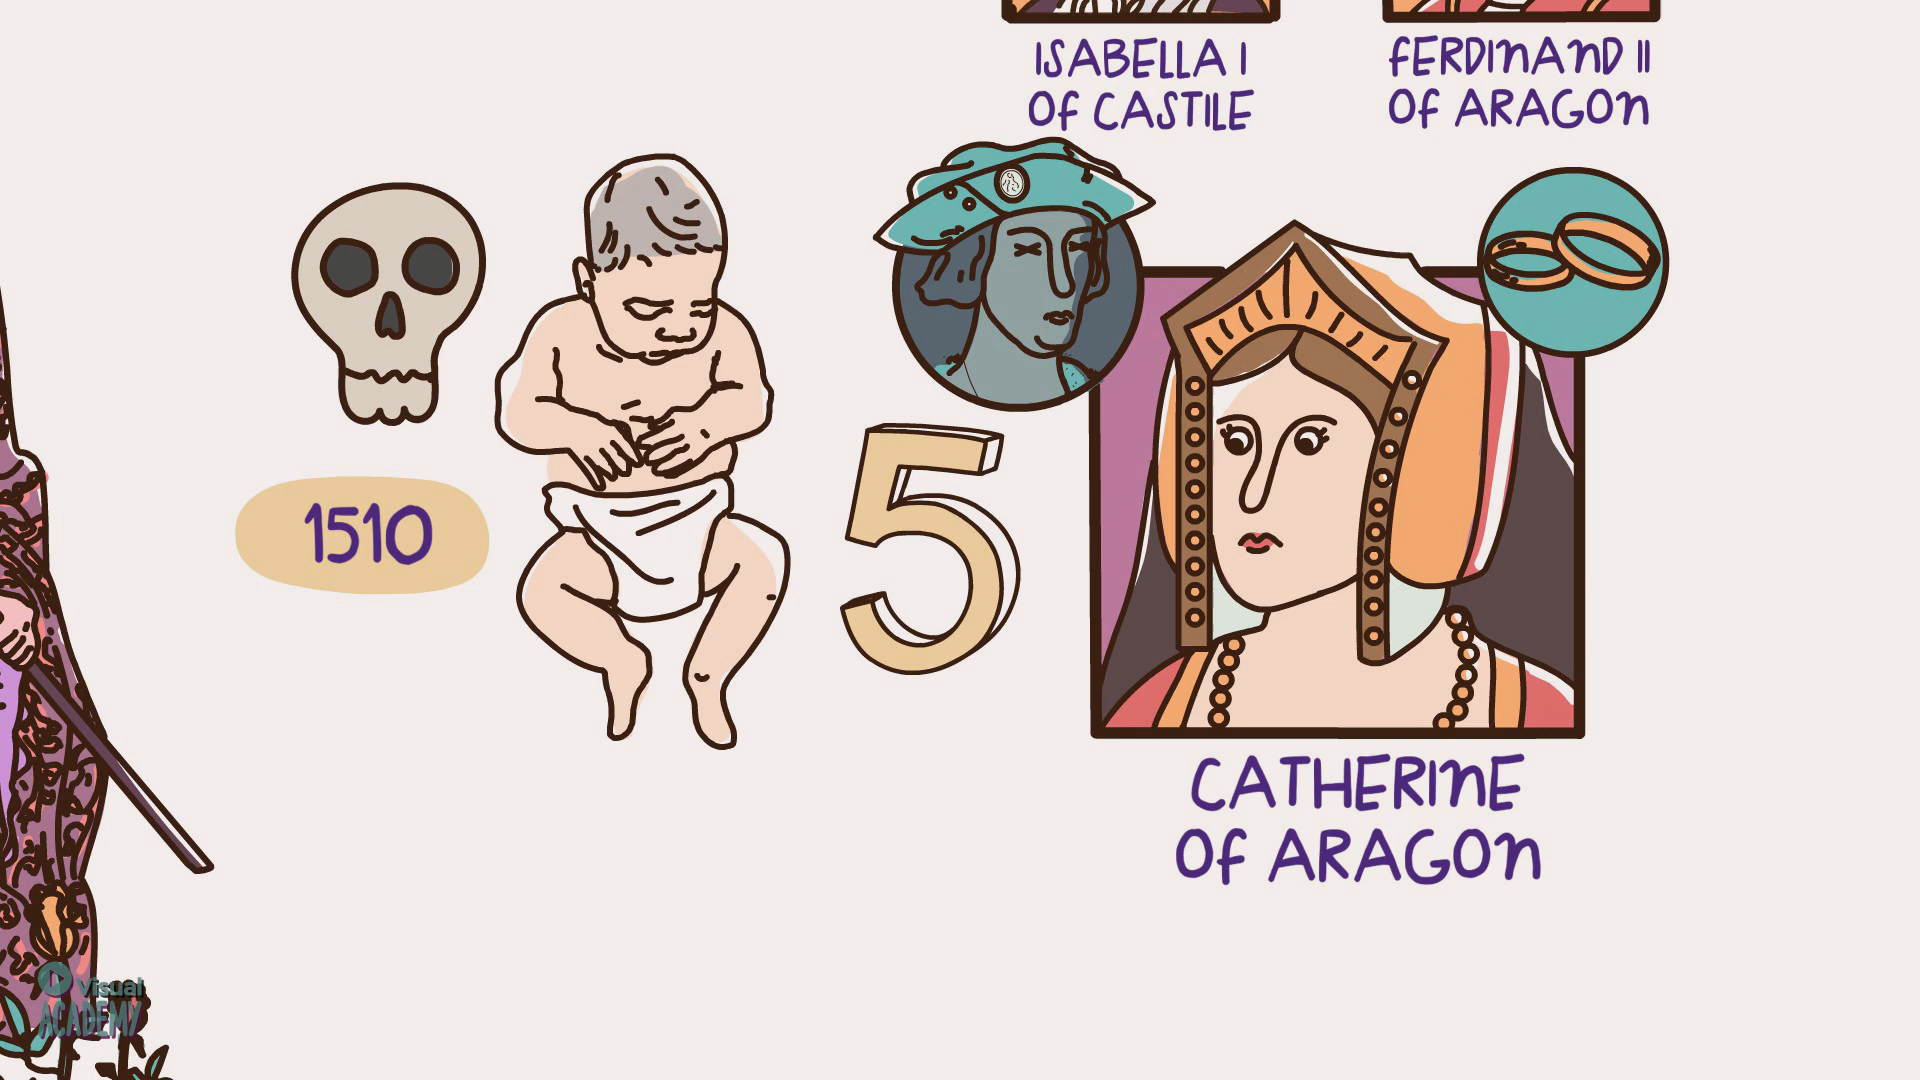 ISABELLA I
OF CASTILE
FERDINAND II
OF ARAGON
1510
5
CATHERINE
OF ARAGON
Visual
ACADEMY